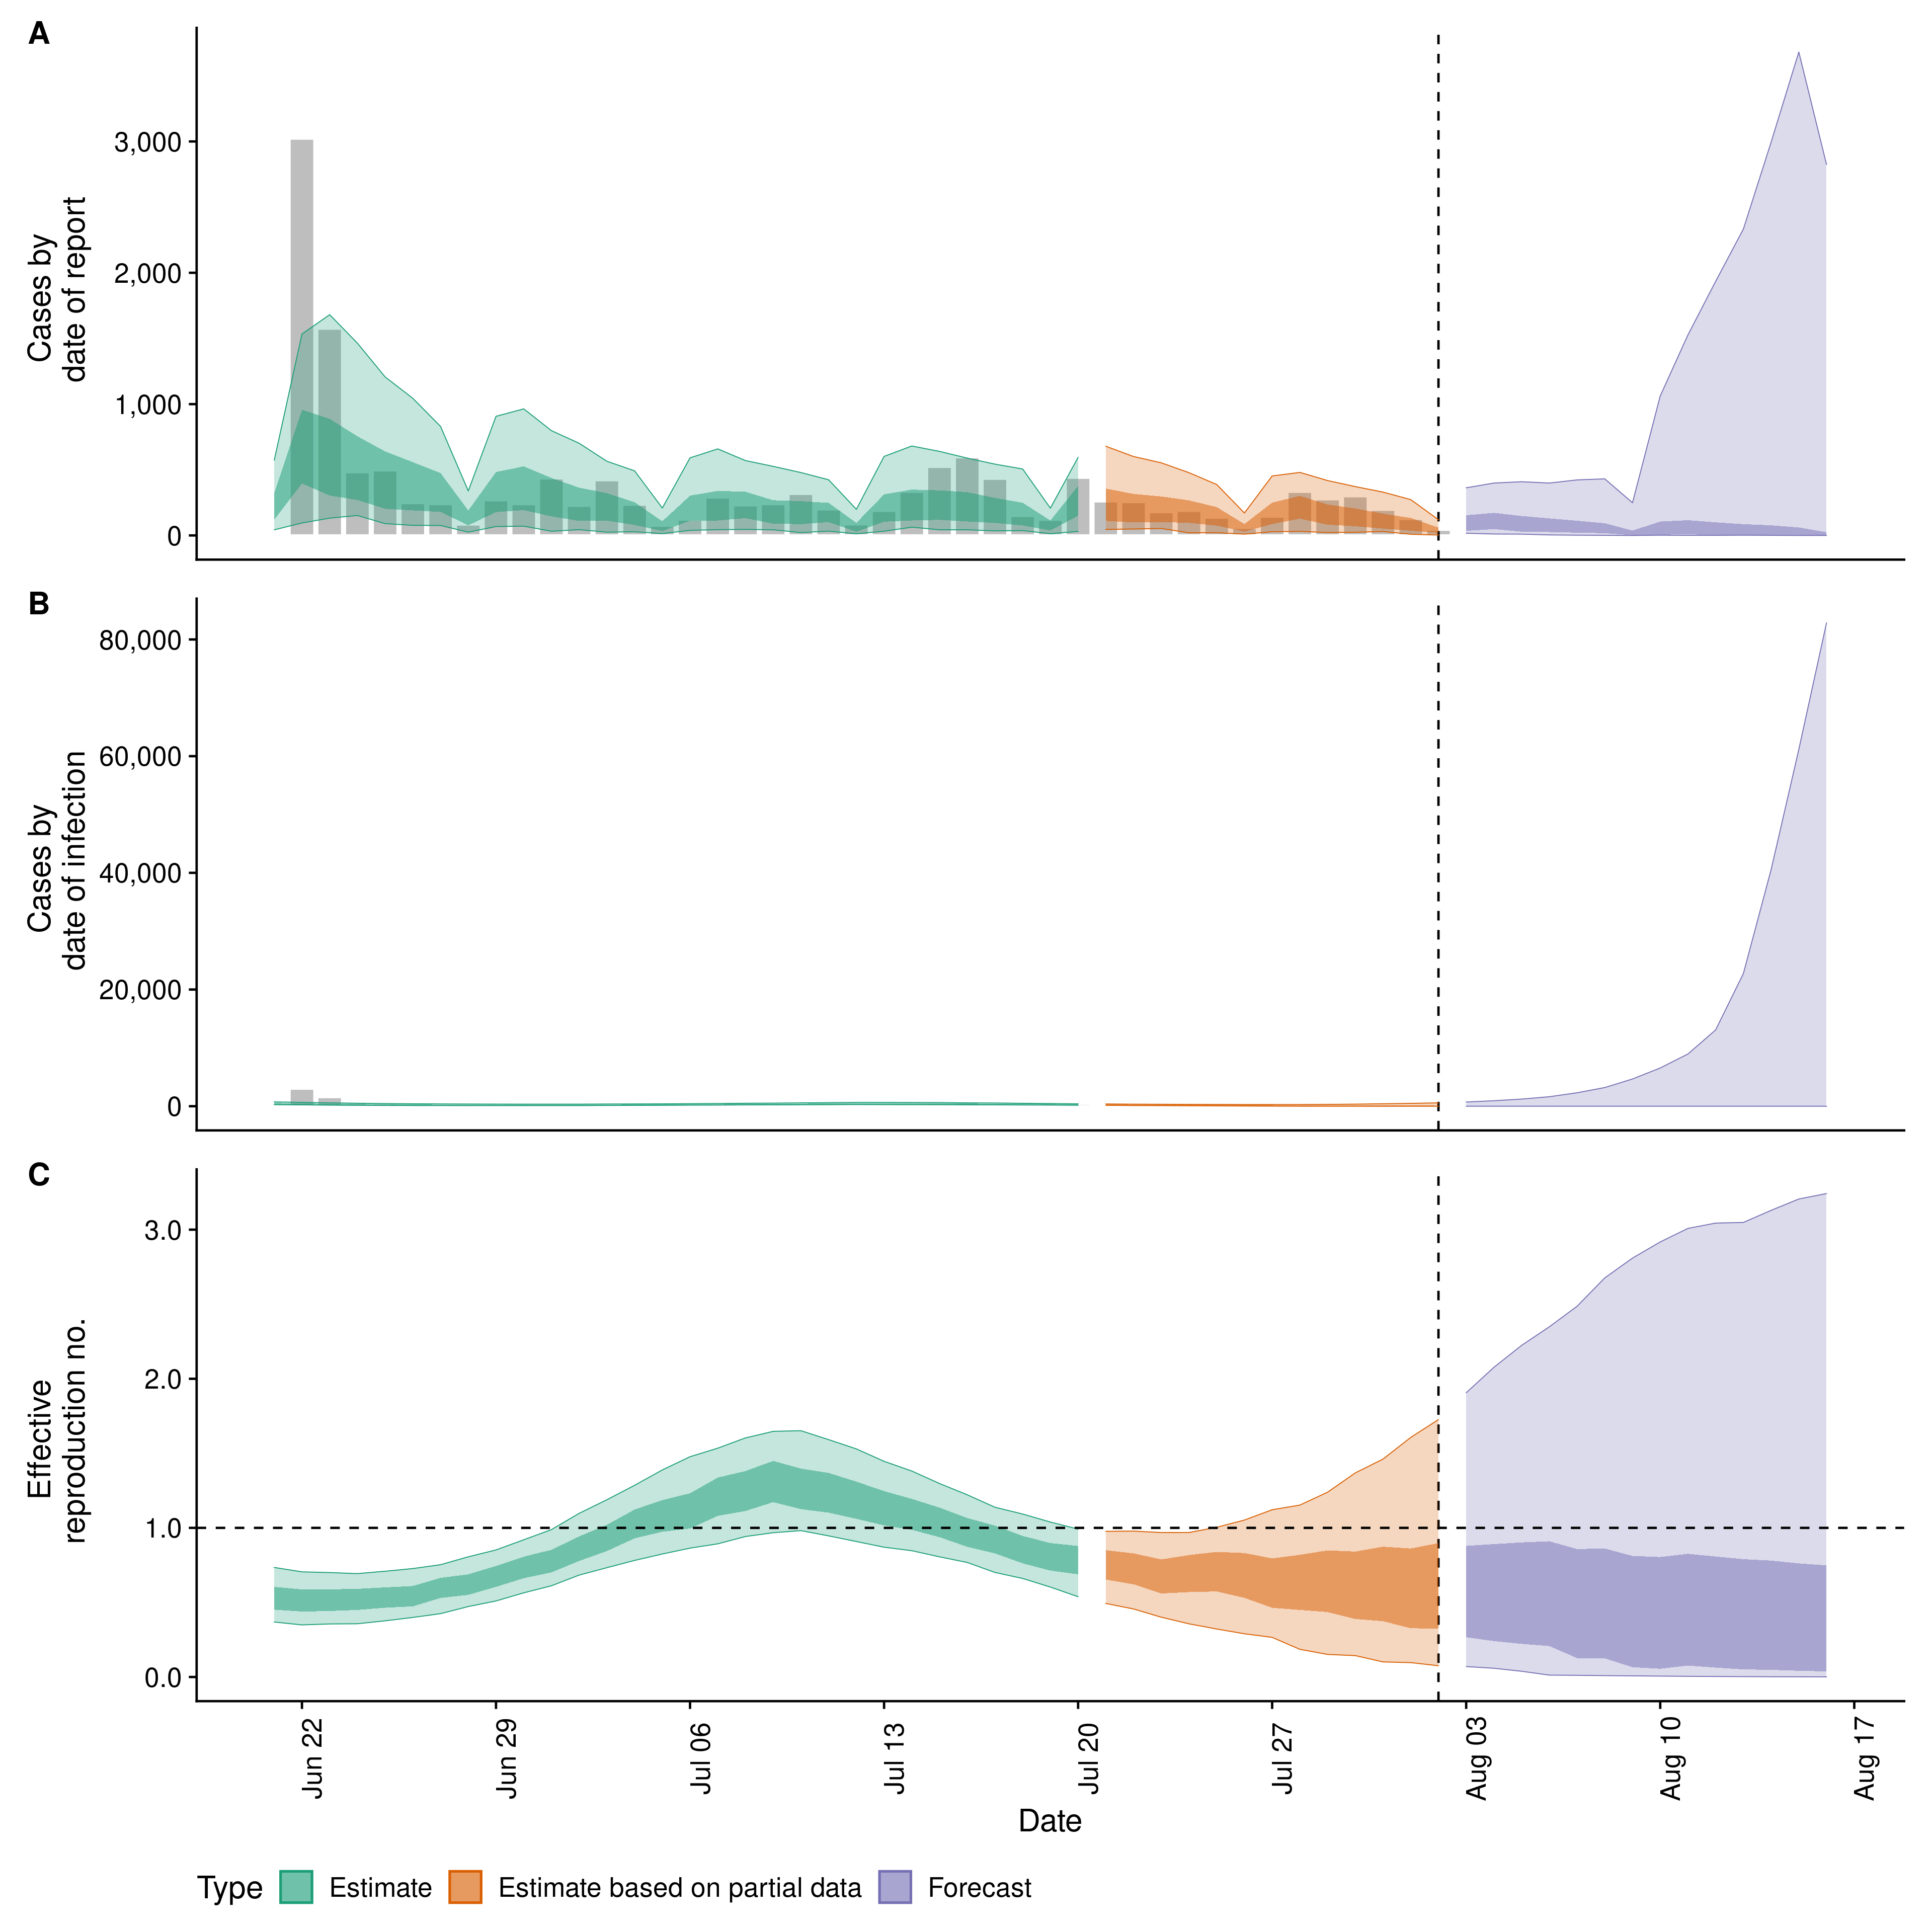 A
Cases by
date of report
3,000
2,000
1,000
0
B
Cases by
date of infection
80,000
60,000
40,000
20,000
0
C
Effective
reproduction no.
3.0
2.0
1.0
0.0
Jun 22
Jun 29
Jul 06
Jul 13
Jul 20
Jul 27
Aug 03
Aug 10
Aug 17
Date
Type Estimate Estimate based on partial data Forecast